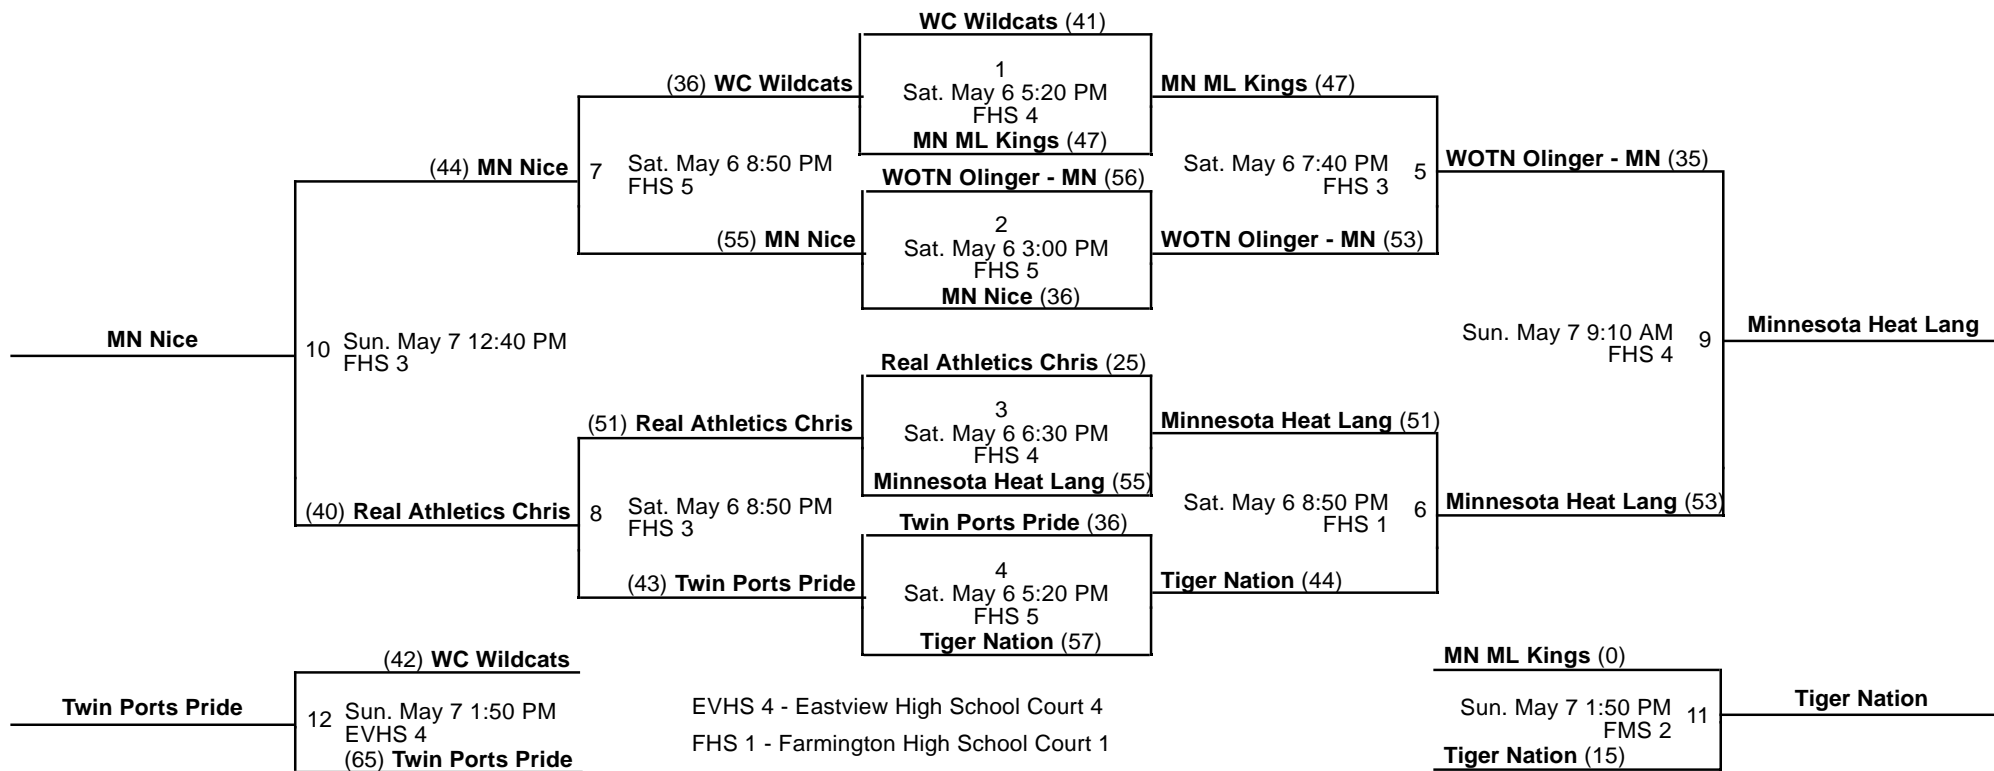 WC Wildcats (41)
(36) WC Wildcats
1
Sat. May 6 5:20 PM
FHS 4
MN ML Kings (47)
MN ML Kings (47)
(44) MN Nice
7
Sat. May 6 8:50 PM
FHS 5
WOTN Olinger - MN (56)
Sat. May 6 7:40 PM
FHS 3
5
WOTN Olinger - MN (35)
(55) MN Nice
2
Sat. May 6 3:00 PM
FHS 5
MN Nice (36)
WOTN Olinger - MN (53)
MN Nice
10
Sun. May 7 12:40 PM
FHS 3
Sun. May 7 9:10 AM
FHS 4
9
Minnesota Heat Lang
Real Athletics Chris (25)
(51) Real Athletics Chris
3
Sat. May 6 6:30 PM
FHS 4
Minnesota Heat Lang (55)
Minnesota Heat Lang (51)
(40) Real Athletics Chris
8
Sat. May 6 8:50 PM
FHS 3
Twin Ports Pride (36)
Sat. May 6 8:50 PM
FHS 1
6
Minnesota Heat Lang (53)
(43) Twin Ports Pride
4
Sat. May 6 5:20 PM
FHS 5
Tiger Nation (57)
Tiger Nation (44)
(42) WC Wildcats
Twin Ports Pride
12
Sun. May 7 1:50 PM
EVHS 4
(65) Twin Ports Pride
EVHS 4 - Eastview High School Court 4
FHS 1 - Farmington High School Court 1
MN ML Kings (0)
Sun. May 7 1:50 PM
FMS 2
11
Tiger Nation
Tiger Nation (15)